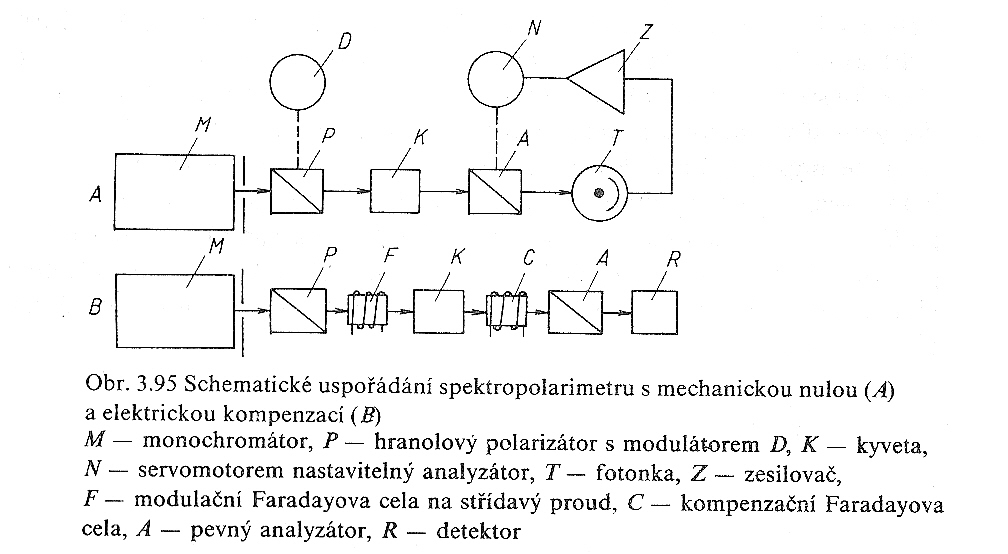 D
N
Z
M
P
K
A
T
A
M
P
F
K
C
A
R
B
Obr. 3.95 Schematické uspořádání spektropolarimetru s mechanickou nulou (A)
a elektrickou kompenzací (B)
M — monochromátor, P — hranolový polarizátor s modulátorem D, K — kyveta,
N — servomotorem nastavitelný analyzátor, T — fotonka, Z — zesilovač,
F — modulační Faradayova cela na střídavý proud, C — kompenzační Faradayova
cela, A — pevný analyzátor, R — detektor